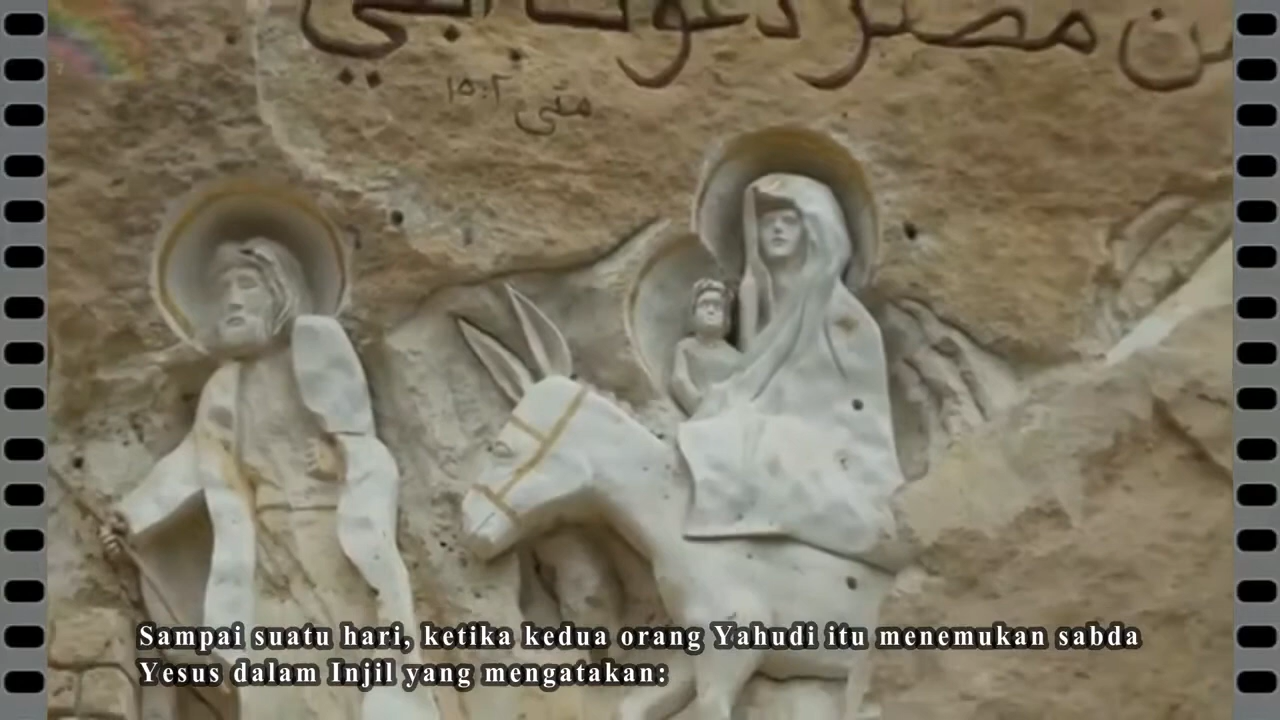 من مصر دعوت ابني
متى ١٥:٢
Sampai suatu hari, ketika kedua orang Yahudi itu menemukan sabda
Yesus dalam Injil yang mengatakan: